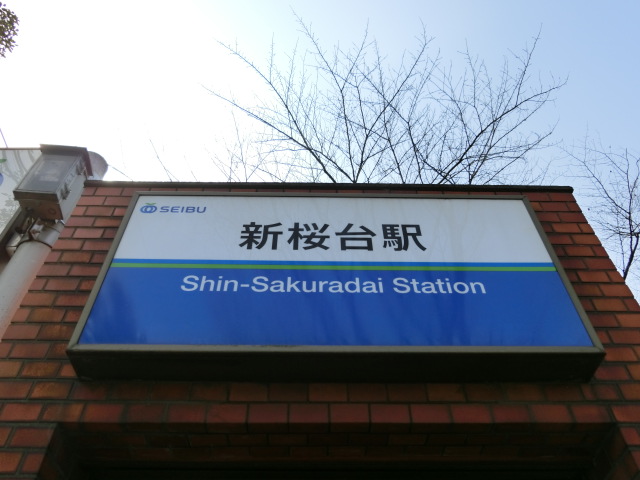 SEIBU
新桜台駅
Shin-Sakuradai Station